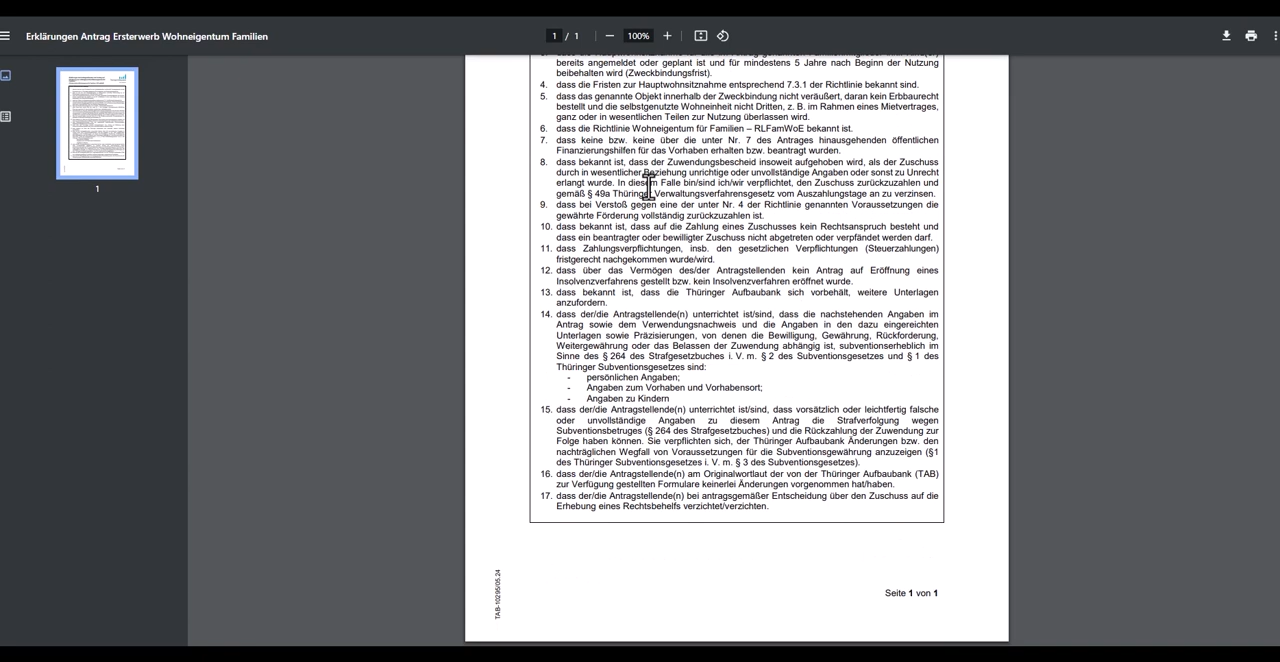 Erklärungen Antrag Ersterwerb Wohneigentum Familien
1 / 1
100%
1
bereits angemeldet oder geplant ist und für mindestens 5 Jahre nach Beginn der Nutzung
beibehalten wird (Zweckbindungsfrist).
4. dass die Fristen zur Hauptwohnsitznahme entsprechend 7.3.1 der Richtlinie bekannt sind.
5. dass das genannte Objekt innerhalb der Zweckbindung nicht veräußert, daran kein Erbbaurecht
bestellt und die selbstgenutzte Wohneinheit nicht Dritten, z. B. im Rahmen eines Mietvertrages,
ganz oder in wesentlichen Teilen zur Nutzung überlassen wird.
6. dass die Richtlinie Wohneigentum für Familien – RLFamWoE bekannt ist.
7. dass keine bzw. keine über die unter Nr. 7 des Antrages hinausgehenden öffentlichen
Finanzierungshilfen für das Vorhaben erhalten bzw. beantragt wurden.
8. dass bekannt ist, dass der Zuwendungsbescheid insoweit aufgehoben wird, als der Zuschuss
durch in wesentlicher Beziehung unrichtige oder unvollständige Angaben oder sonst zu Unrecht
erlangt wurde. In diesem Falle bin/sind ich/wir verpflichtet, den Zuschuss zurückzuzahlen und
gemäß § 49a Thüringer Verwaltungsverfahrensgesetz vom Auszahlungstage an zu verzinsen.
9. dass bei Verstoß gegen eine der unter Nr. 4 der Richtlinie genannten Voraussetzungen die
gewährte Förderung vollständig zurückzuzahlen ist.
10. dass bekannt ist, dass auf die Zahlung eines Zuschusses kein Rechtsanspruch besteht und
dass ein beantragter oder bewilligter Zuschuss nicht abgetreten oder verpfändet werden darf.
11. dass Zahlungsverpflichtungen, insb. den gesetzlichen Verpflichtungen (Steuerzahlungen)
fristgerecht nachgekommen wurde/wird.
12. dass über das Vermögen des/der Antragstellenden kein Antrag auf Eröffnung eines
Insolvenzverfahrens gestellt bzw. kein Insolvenzverfahren eröffnet wurde.
13. dass bekannt ist, dass die Thüringer Aufbaubank sich vorbehält, weitere Unterlagen
anzufordern.
14. dass der/die Antragstellende(n) unterrichtet ist/sind, dass die nachstehenden Angaben im
Antrag sowie dem Verwendungsnachweis und die Angaben in den dazu eingereichten
Unterlagen sowie Präzisierungen, von denen die Bewilligung, Gewährung, Rückforderung,
Weitergewährung oder das Belassen der Zuwendung abhängig ist, subventionserheblich im
Sinne des § 264 des Strafgesetzbuches i. V. m. § 2 des Subventionsgesetzes und § 1 des
Thüringer Subventionsgesetzes sind:
- persönlichen Angaben;
- Angaben zum Vorhaben und Vorhabensort;
- Angaben zu Kindern
15. dass der/die Antragstellende(n) unterrichtet ist/sind, dass vorsätzlich oder leichtfertig falsche
oder unvollständige Angaben zu diesem Antrag die Strafverfolgung wegen
Subventionsbetruges (§ 264 des Strafgesetzbuches) und die Rückzahlung der Zuwendung zur
Folge haben können. Sie verpflichten sich, der Thüringer Aufbaubank Änderungen bzw. den
nachträglichen Wegfall von Voraussetzungen für die Subventionsgewährung anzuzeigen (§1
des Thüringer Subventionsgesetzes i. V. m. § 3 des Subventionsgesetzes).
16. dass der/die Antragstellende(n) am Originalwortlaut der von der Thüringer Aufbaubank (TAB)
zur Verfügung gestellten Formulare keinerlei Änderungen vorgenommen hat/haben.
17. dass der/die Antragstellende(n) bei antragsgemäßer Entscheidung über den Zuschuss auf die
Erhebung eines Rechtsbehelfs verzichtet/verzichten.
TAB-10295/05.24
Seite 1 von 1